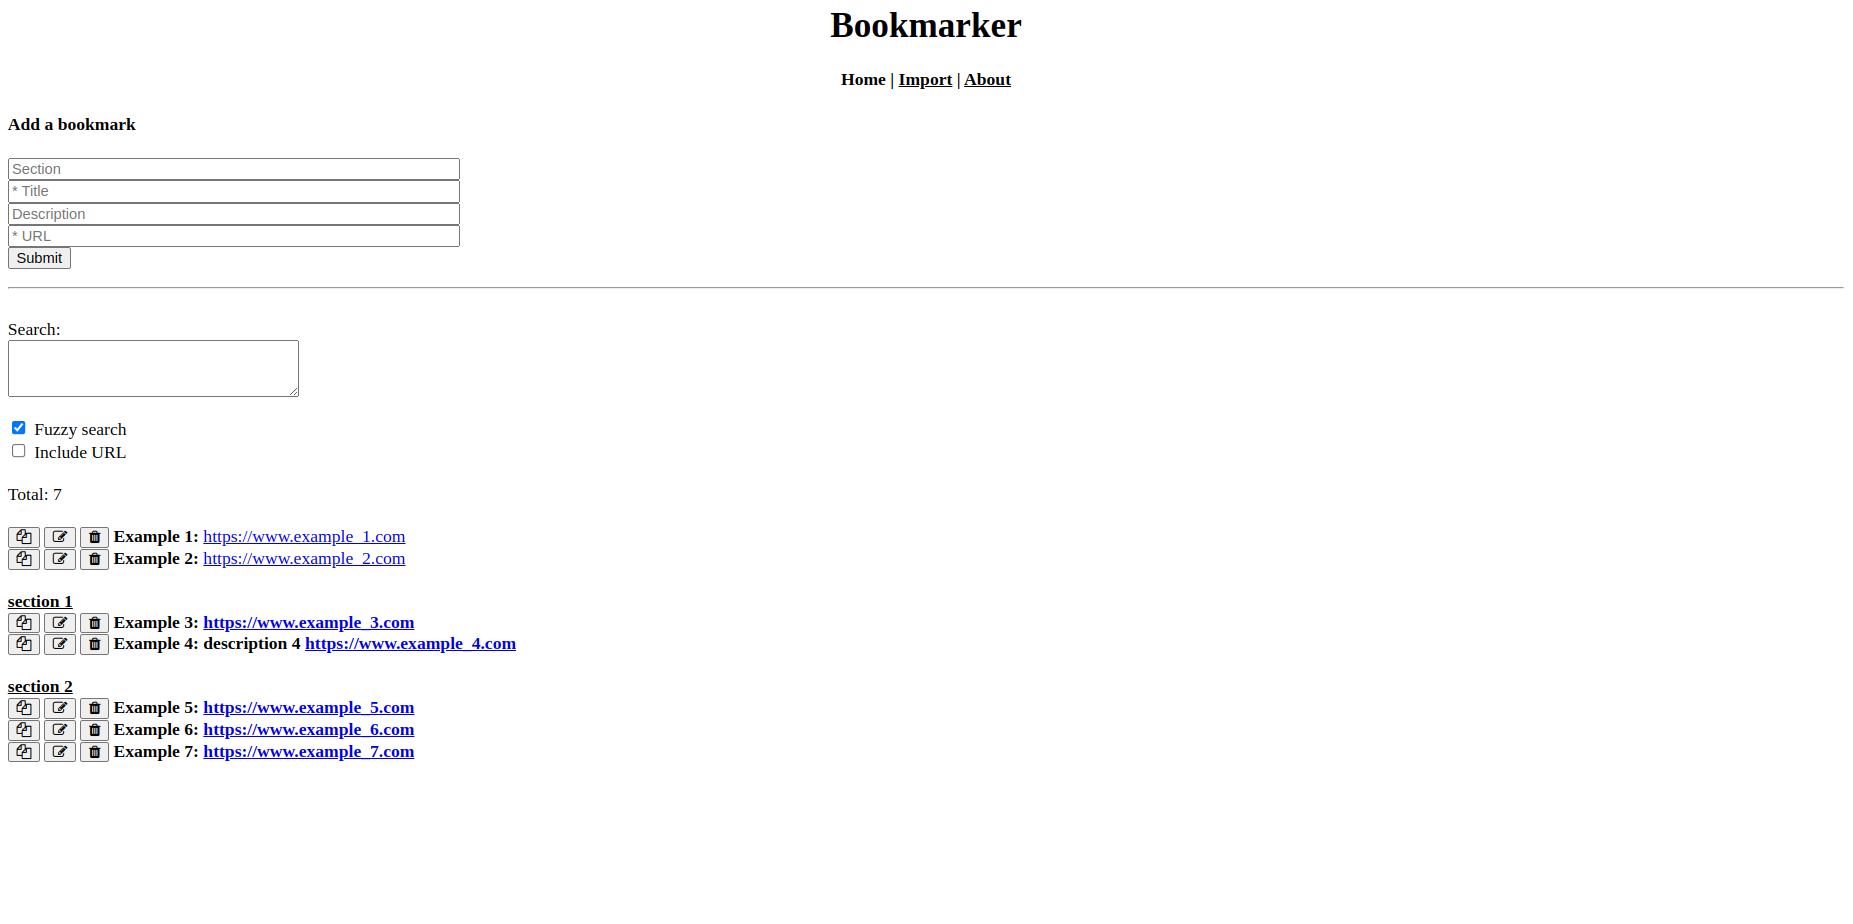 Bookmarker
Home | Import | About
Add a bookmark
Section
* Title
Description
* URL
Submit
Search:
Fuzzy search
Include URL
Total: 7
Example 1: https://www.example_1.com
Example 2: https://www.example_2.com
section 1
Example 3: https://www.example_3.com
Example 4: description 4 https://www.example_4.com
section 2
Example 5: https://www.example_5.com
Example 6: https://www.example_6.com
Example 7: https://www.example_7.com